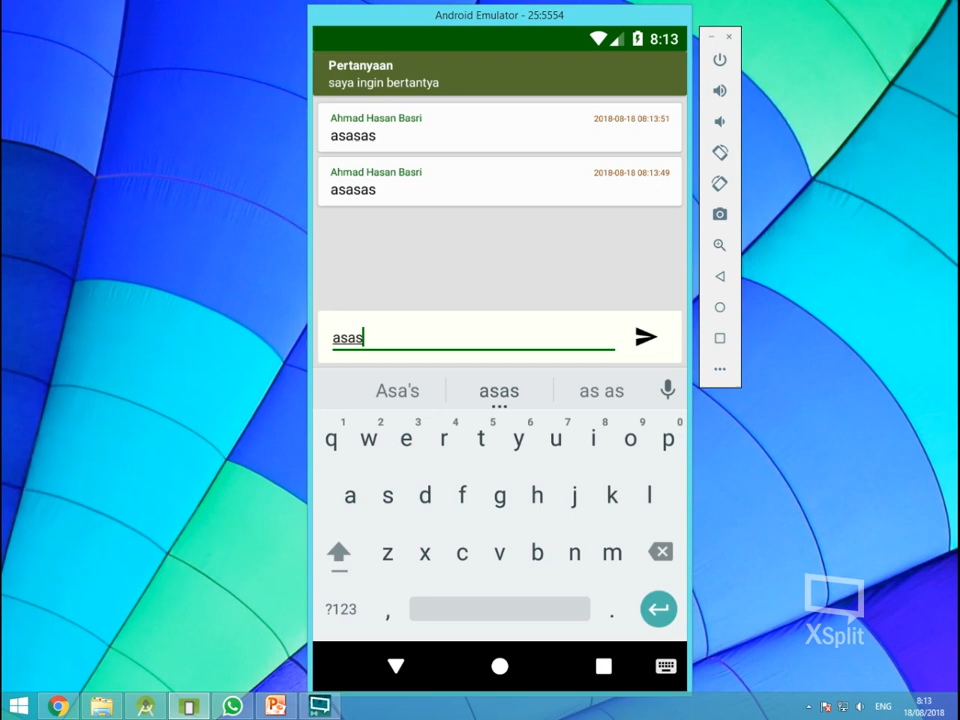 Android Emulator - 25:5554
8:13
Pertanyaan
saya ingin bertantya
Ahmad Hasan Basri 2018-08-18 08:13:51
asasas
Ahmad Hasan Basri 2018-08-18 08:13:49
asasas
asas
Asa's asas as as
1 2 3 4 5 6 7 8 9 0
q w e r t y u i o p
a s d f g h j k l
z x c v b n m
?123 , .
XSplit
ENG
8:13
18/08/2018